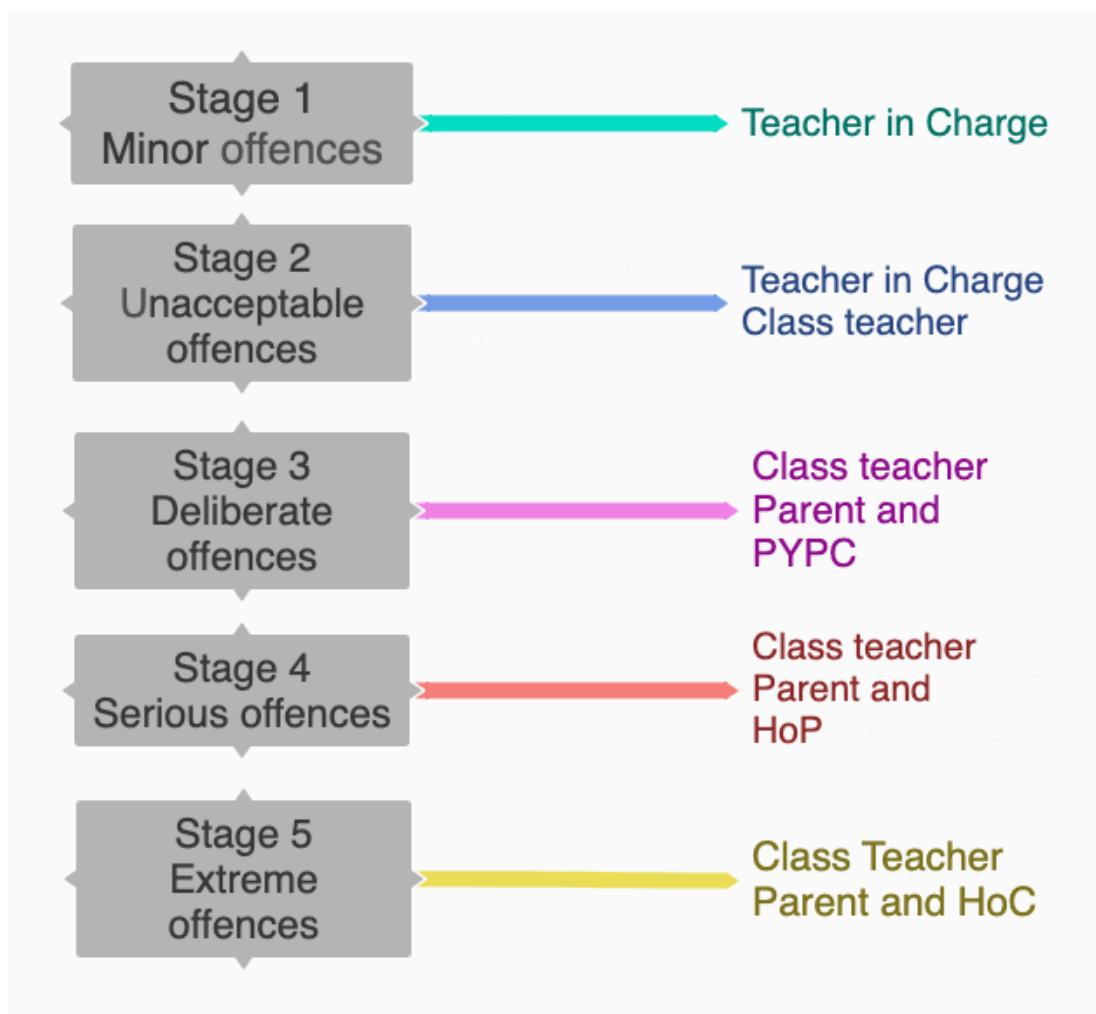 Stage 1
Minor offences
Teacher in Charge
Stage 2
Unacceptable
offences
Teacher in Charge
Class teacher
Stage 3
Deliberate
offences
Class teacher
Parent and
PYPC
Stage 4
Serious offences
Class teacher
Parent and
HoP
Stage 5
Extreme
offences
Class Teacher
Parent and HoC